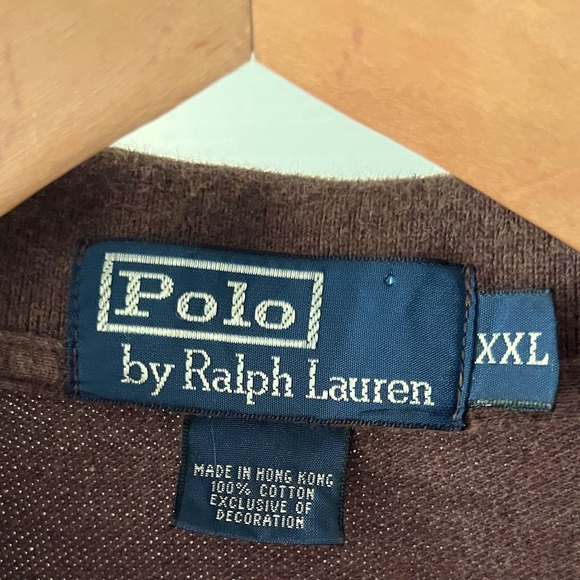 Polo
by Ralph Lauren
XXL
MADE IN HONG KONG
100% COTTON
EXCLUSIVE OF
DECORATION